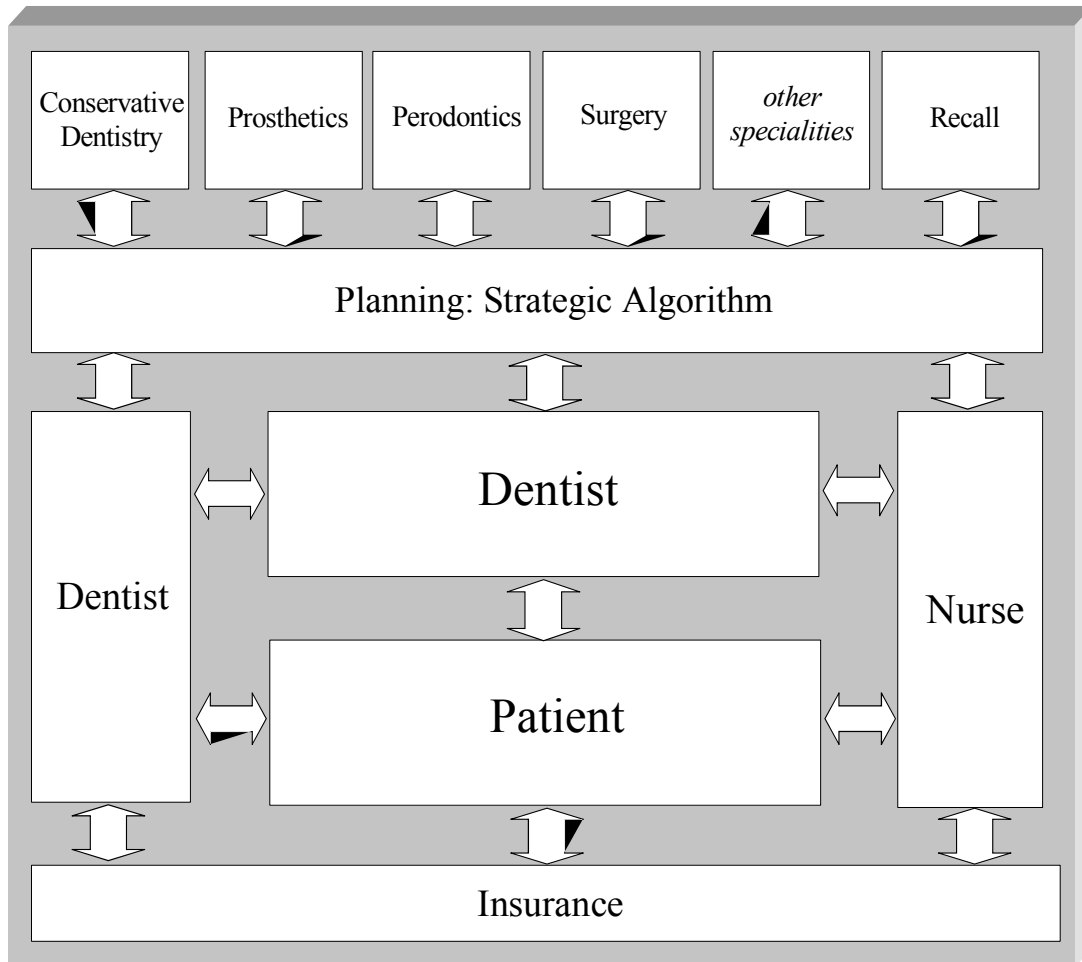 Conservative
Dentistry
Prosthetics
Perodontics
Surgery
other
specialities
Recall
Planning: Strategic Algorithm
Dentist
Dentist
Nurse
Patient
Insurance